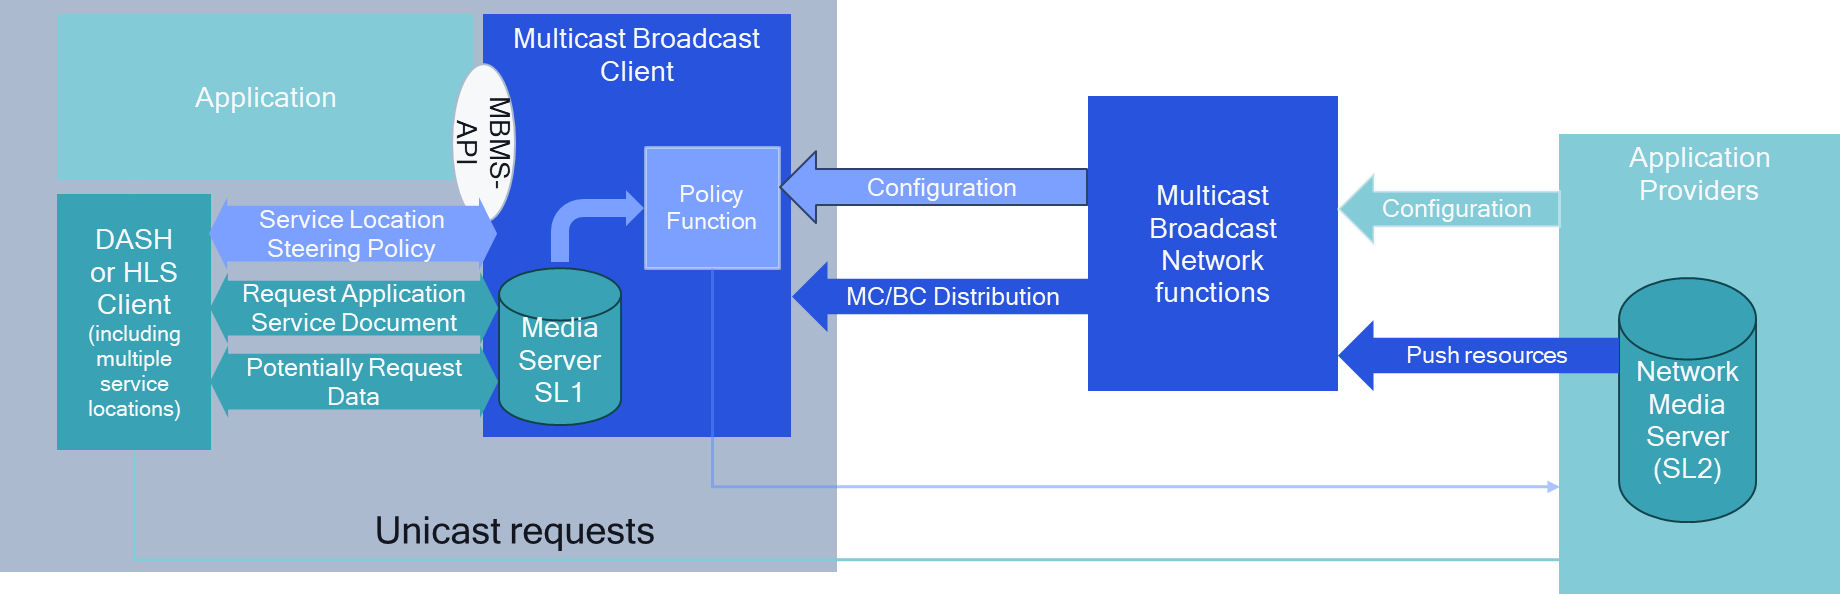 Application
MBMS-
API
Multicast Broadcast
Client
DASH
or HLS
Client
(including
multiple
service
locations)
Service Location
Steering Policy
Request Application
Service Document
Potentially Request
Data
Media
Server
SL1
Policy
Function
Configuration
MC/BC Distribution
Multicast
Broadcast
Network
functions
Configuration
Push resources
Application
Providers
Network
Media
Server
(SL2)
Unicast requests